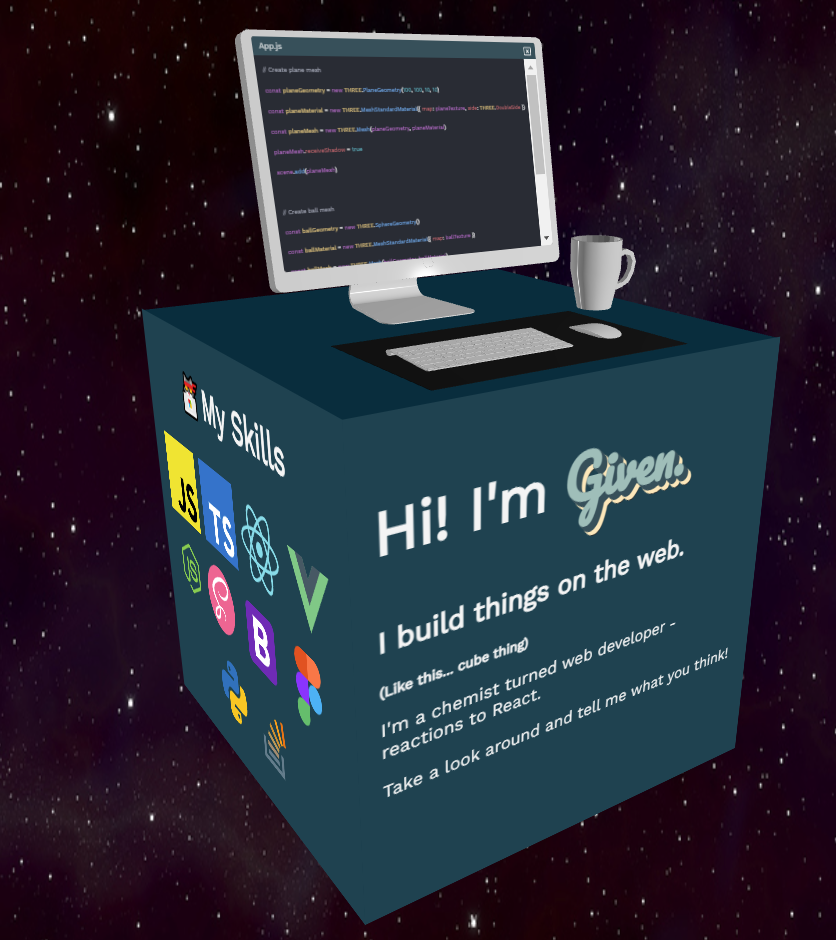 App.js
// Create plane mesh
const planeGeometry = new THREE.PlaneGeometry(100, 100, 10, 10)
const planeMaterial = new THREE.MeshStandardMaterial({ map: planeTexture, side: THREE.DoubleSide })
const planeMesh = new THREE.Mesh(planeGeometry, planeMaterial)
planeMesh.receiveShadow = true
scene.add(planeMesh)
// Create ball mesh
const ballGeometry = new THREE.SphereGeometry()
const ballMaterial = new THREE.MeshStandardMaterial({ map: ballTexture })
My Skills
JS
TS
JS
B
Hi! I'm Given.
I build things on the web.
(Like this... cube thing)
I'm a chemist turned web developer -
reactions to React.
Take a look around and tell me what you think!